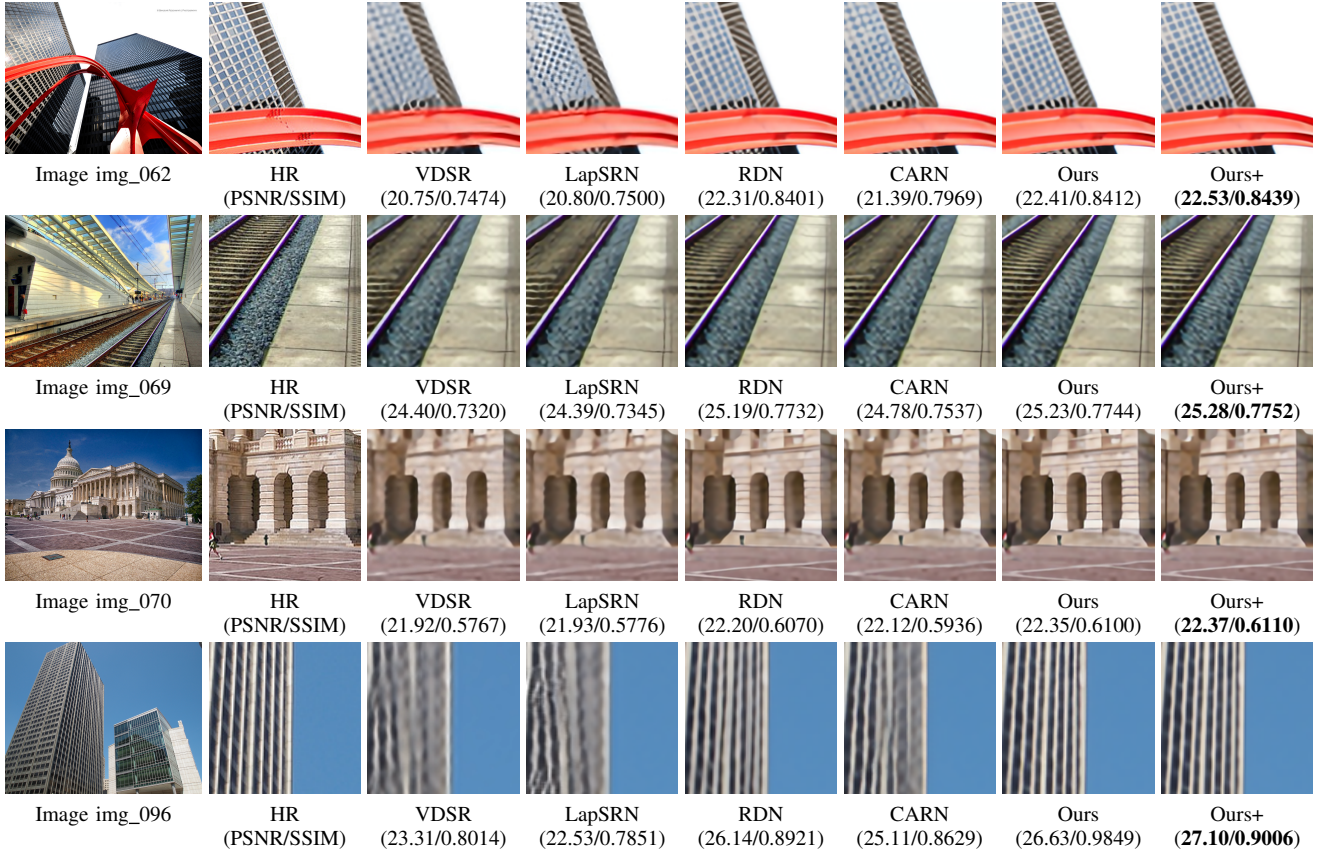 Image img_062
HR
(PSNR/SSIM)
VDSR
(20.75/0.7474)
LapSRN
(20.80/0.7500)
RDN
(22.31/0.8401)
CARN
(21.39/0.7969)
Ours
(22.41/0.8412)
Ours+
(22.53/0.8439)
Image img_069
HR
(PSNR/SSIM)
VDSR
(24.40/0.7320)
LapSRN
(24.39/0.7345)
RDN
(25.19/0.7732)
CARN
(24.78/0.7537)
Ours
(25.23/0.7744)
Ours+
(25.28/0.7752)
Image img_070
HR
(PSNR/SSIM)
VDSR
(21.92/0.5767)
LapSRN
(21.93/0.5776)
RDN
(22.20/0.6070)
CARN
(22.12/0.5936)
Ours
(22.35/0.6100)
Ours+
(22.37/0.6110)
Image img_096
HR
(PSNR/SSIM)
VDSR
(23.31/0.8014)
LapSRN
(22.53/0.7851)
RDN
(26.14/0.8921)
CARN
(25.11/0.8629)
Ours
(26.63/0.9849)
Ours+
(27.10/0.9006)